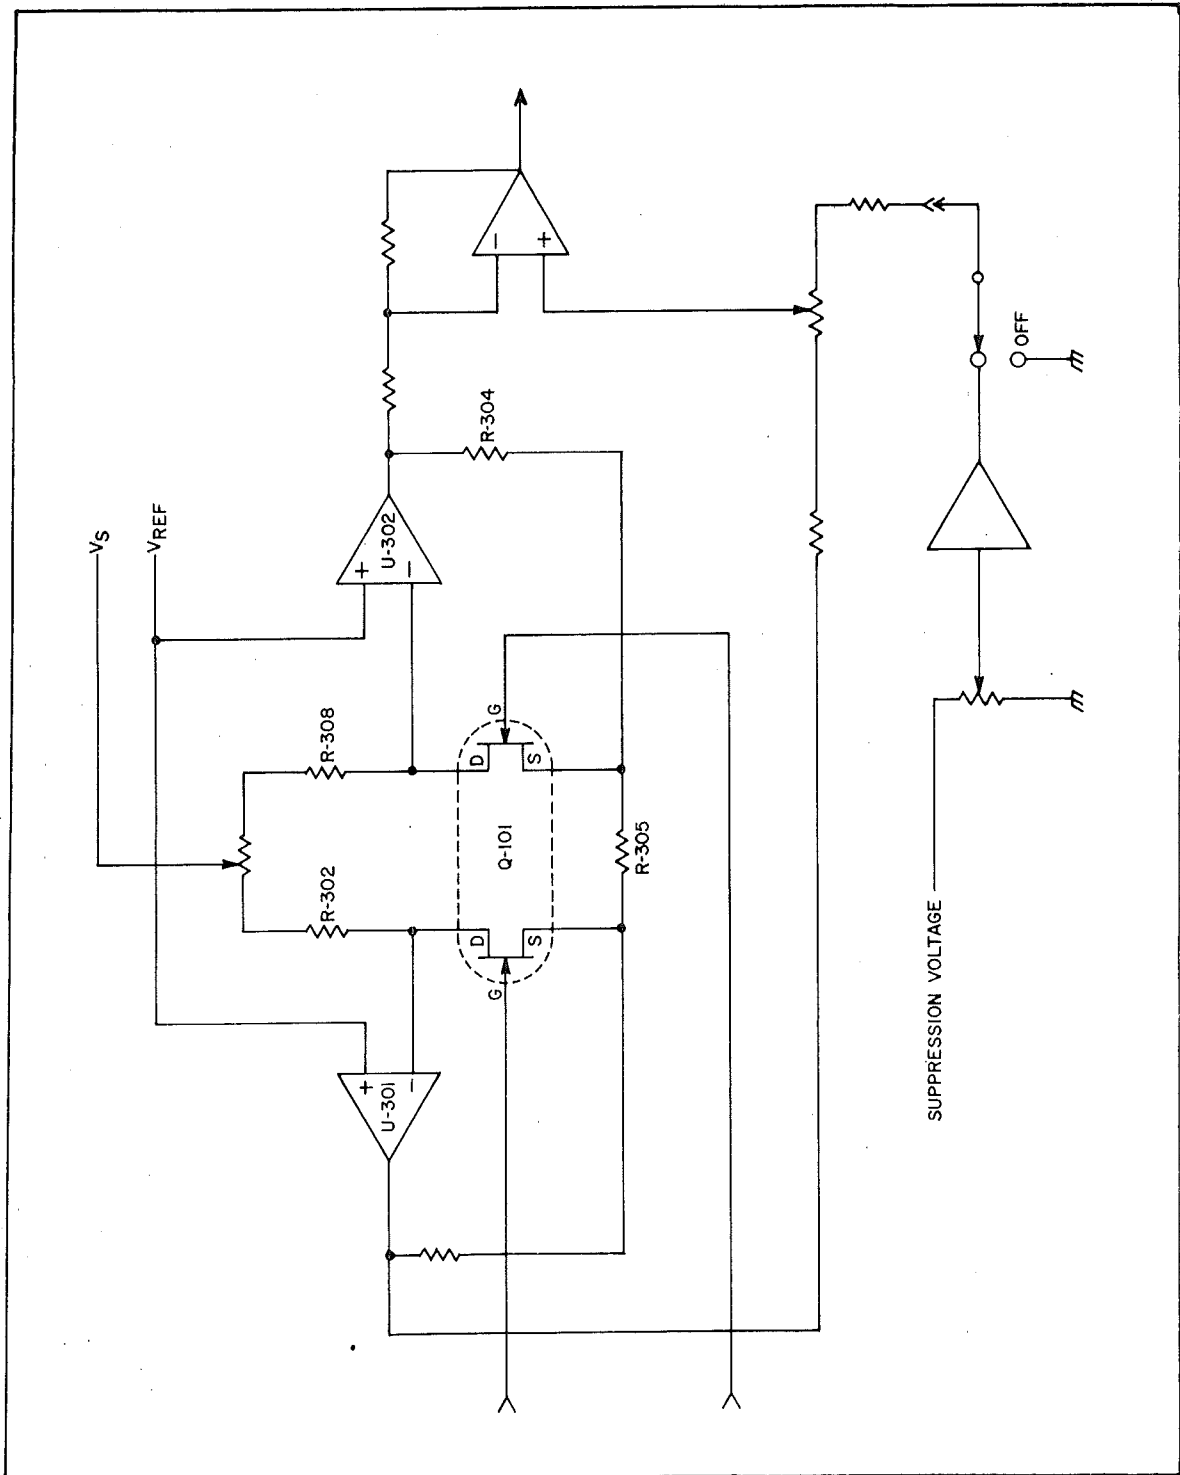 VS
VREF
R-304
+
U-302
−
−
+
OFF
R-308
R-302
D
G
S
Q-101
D
G
S
R-305
+
U-301
−
SUPPRESSION VOLTAGE